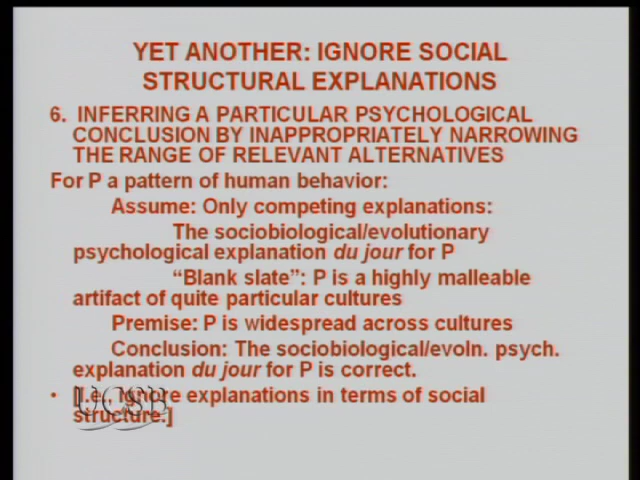 YET ANOTHER: IGNORE SOCIAL
STRUCTURAL EXPLANATIONS
6. INFERRING A PARTICULAR PSYCHOLOGICAL
CONCLUSION BY INAPPROPRIATELY NARROWING
THE RANGE OF RELEVANT ALTERNATIVES
For P a pattern of human behavior:
Assume: Only competing explanations:
The sociobiological/evolutionary
psychological explanation du jour for P
“Blank slate”: P is a highly malleable
artifact of quite particular cultures
Premise: P is widespread across cultures
Conclusion: The sociobiological/evoln. psych.
explanation du jour for P is correct.
• [I.e., ignore explanations in terms of social
structure.]
UCSB